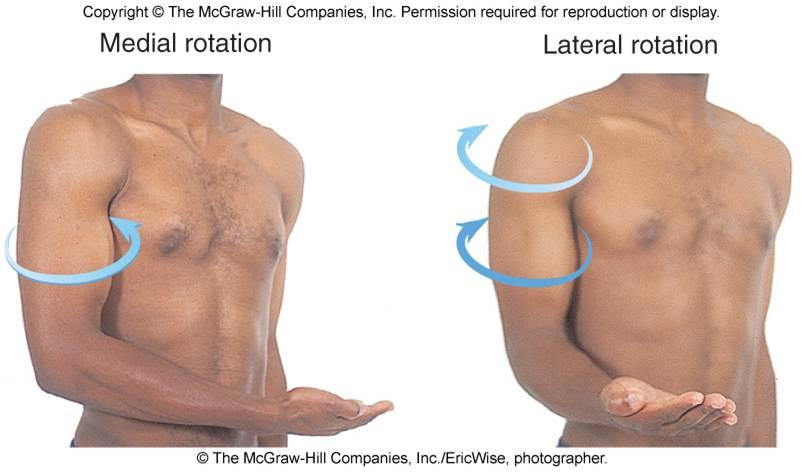 Copyright © The McGraw-Hill Companies, Inc. Permission required for reproduction or display.
Medial rotation
Lateral rotation
© The McGraw-Hill Companies, Inc./EricWise, photographer.